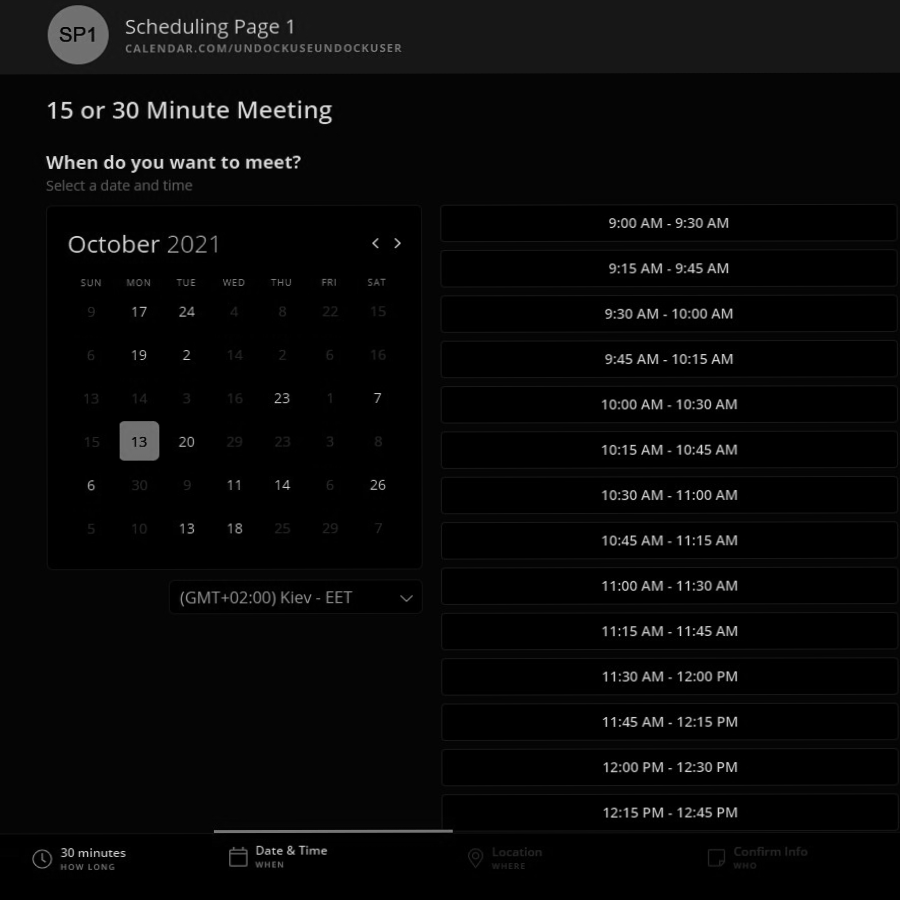 SP1
Scheduling Page 1
CALENDAR.COM/UNDOCKUSEUNDOCKUSER
15 or 30 Minute Meeting
When do you want to meet?
Select a date and time
October 2021
SUN MON TUE WED THU FRI SAT
9 17 24 4 8 22 15
6 19 2 14 2 6 16
13 14 3 16 23 1 7
15 13 20 29 23 3 8
6 30 9 11 14 6 26
5 10 13 18 25 29 7
(GMT+02:00) Kiev - EET
9:00 AM - 9:30 AM
9:15 AM - 9:45 AM
9:30 AM - 10:00 AM
9:45 AM - 10:15 AM
10:00 AM - 10:30 AM
10:15 AM - 10:45 AM
10:30 AM - 11:00 AM
10:45 AM - 11:15 AM
11:00 AM - 11:30 AM
11:15 AM - 11:45 AM
11:30 AM - 12:00 PM
11:45 AM - 12:15 PM
12:00 PM - 12:30 PM
12:15 PM - 12:45 PM
30 minutes
HOW LONG
Date & Time
WHEN
Location
WHERE
Confirm Info
WHO